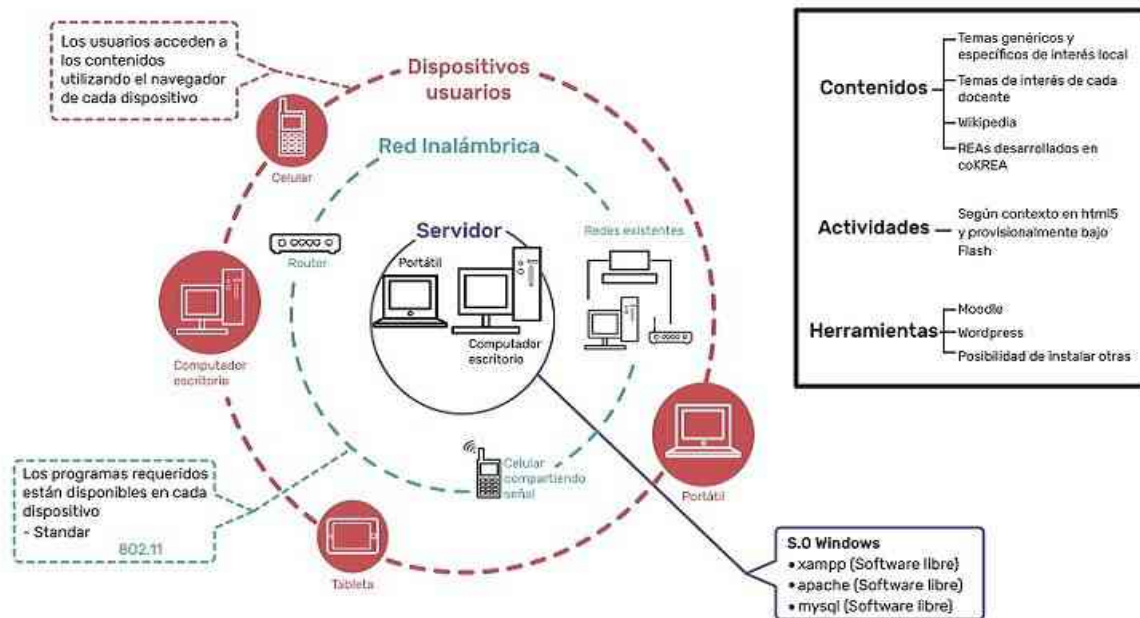 Los usuarios acceden a
los contenidos
utilizando el navegador
de cada dispositivo
Dispositivos
usuarios
Celular
Red Inalámbrica
Router
Servidor
Portátil
Computador
escritorio
Redes existentes
Computador
escritorio
Celular
compartiendo
señal
Portátil
Tableta
Los programas requeridos
están disponibles en cada
dispositivo
- Standar
802.11
S.O Windows
• xampp (Software libre)
• apache (Software libre)
• mysql (Software libre)
Contenidos
Temas genéricos y
específicos de interés local
Temas de interés de cada
docente
Wikipedia
REAs desarrollados en
coKREA
Actividades
Según contexto en html5
y provisionalmente bajo
Flash
Herramientas
Moodle
Wordpress
Posibilidad de instalar otras